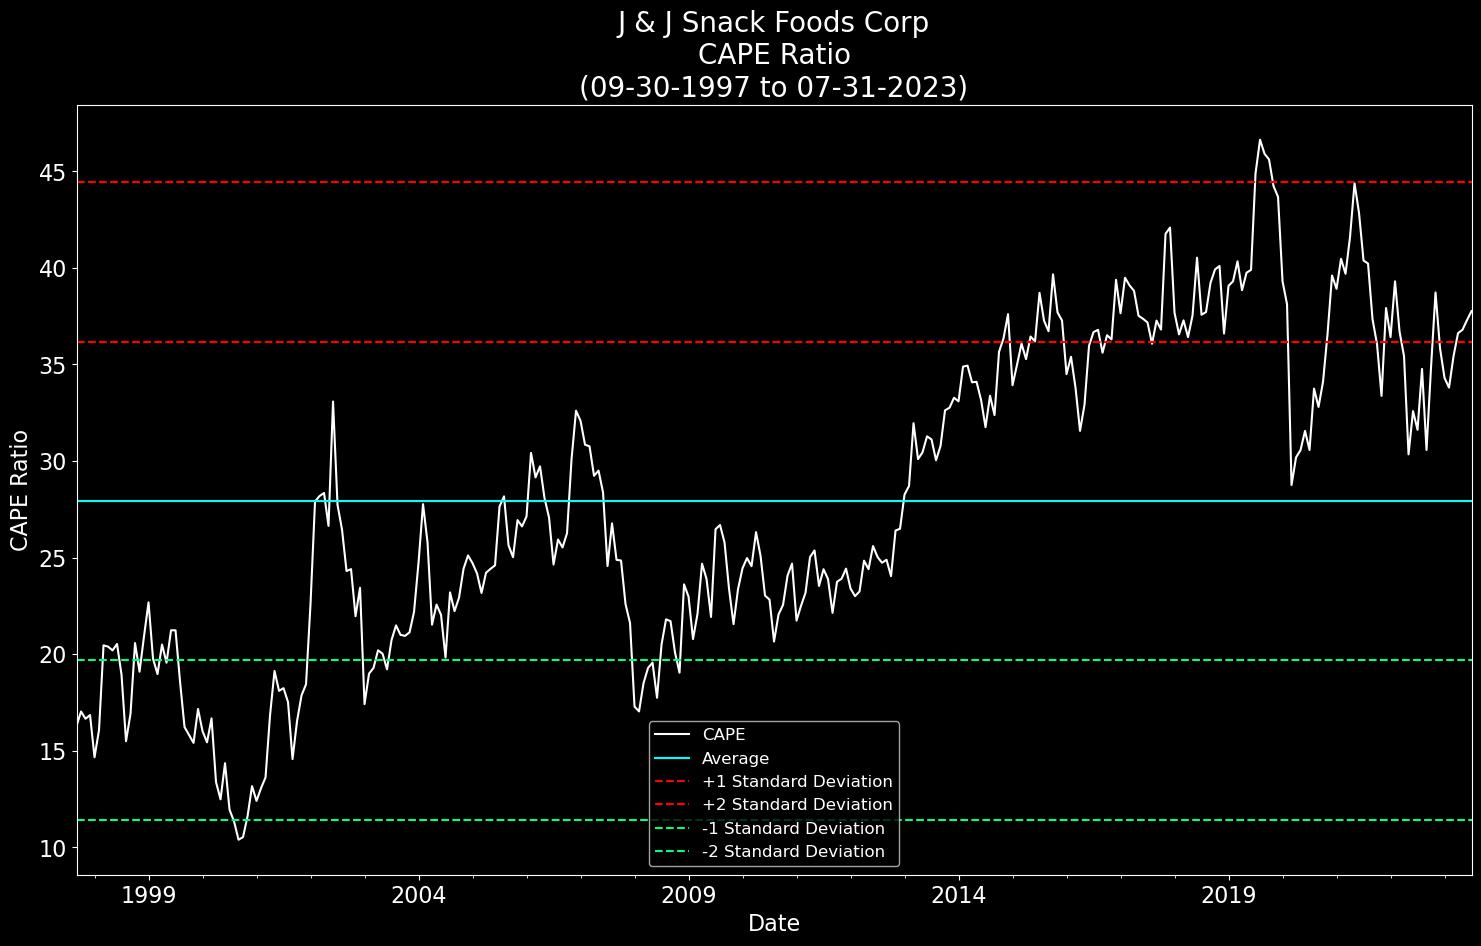 J & J Snack Foods Corp
CAPE Ratio
(09-30-1997 to 07-31-2023)
CAPE Ratio
45
40
35
30
25
20
15
10
CAPE
Average
+1 Standard Deviation
+2 Standard Deviation
-1 Standard Deviation
-2 Standard Deviation
1999
2004
2009
2014
2019
Date